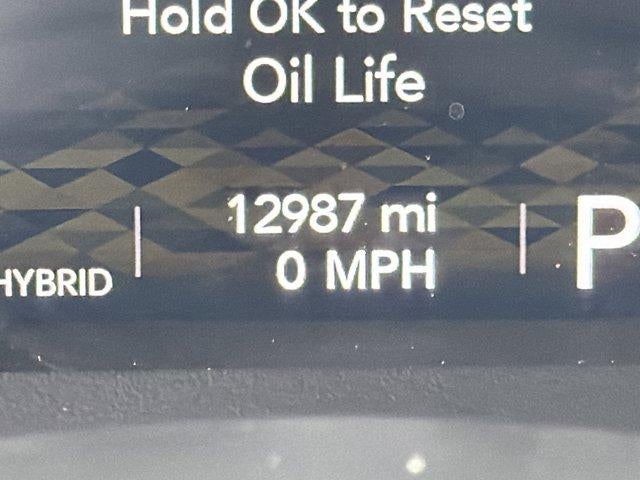 Hold OK to Reset
Oil Life
12987 mi
HYBRID
0 MPH
P